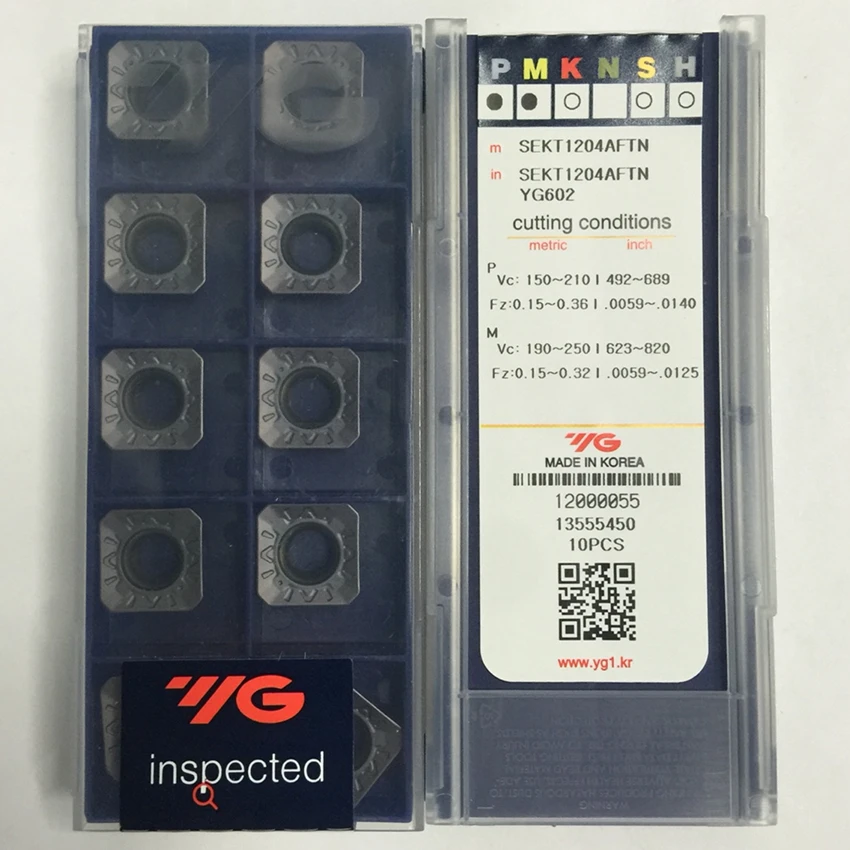 YG
inspected
P M K N S H
m SEKT1204AFTN
in SEKT1204AFTN
YG602
cutting conditions
metric inch
P
Vc: 150~210 I 492~689
Fz:0.15~0.36 I .0059~.0140
M
Vc: 190~250 I 623~820
Fz:0.15~0.32 I .0059~.0125
YG
MADE IN KOREA
12000055
13555450
10PCS
www.yg1.kr
WARNING